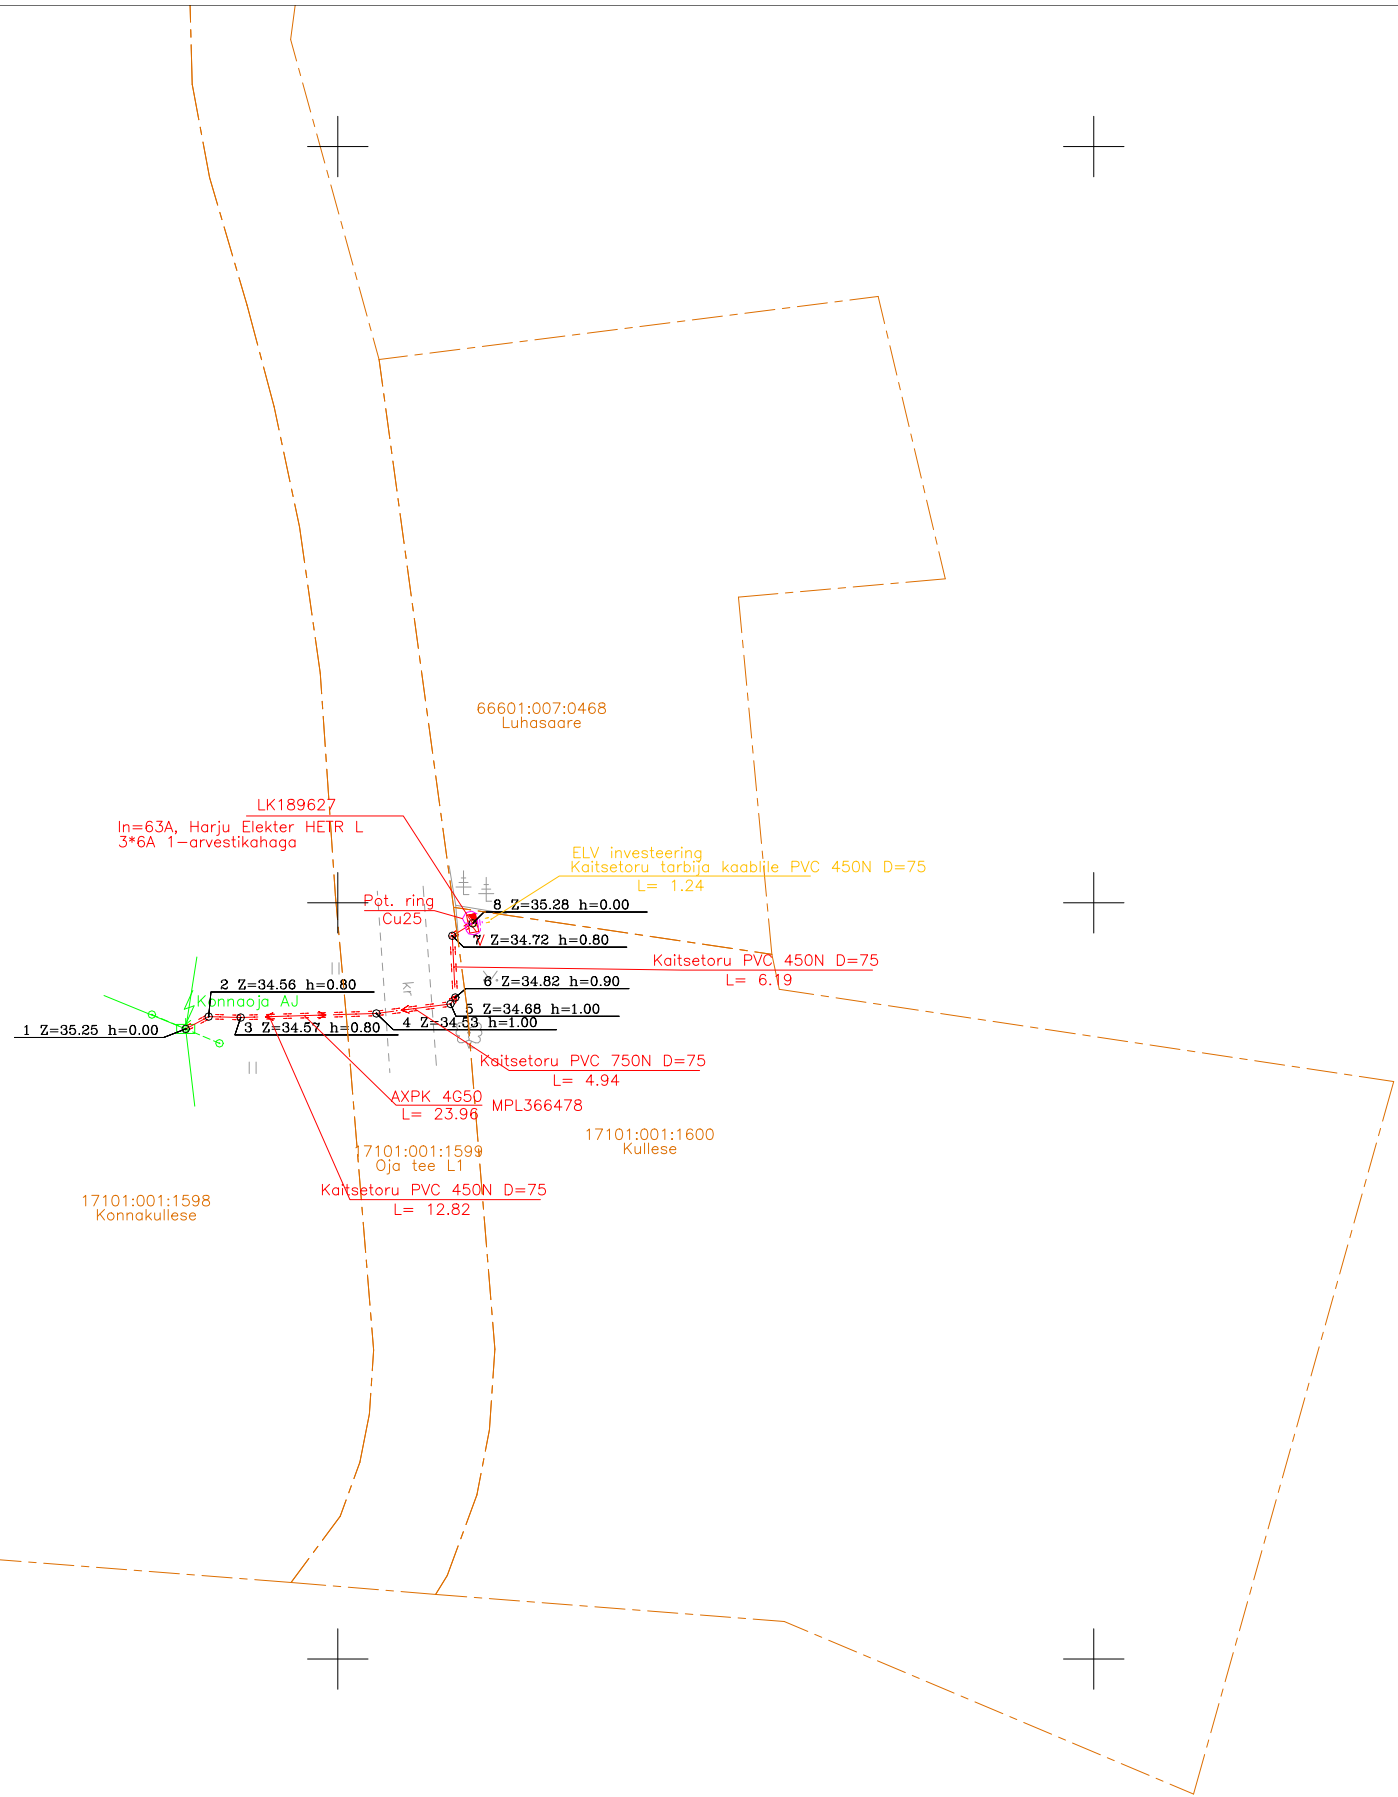 66601:007:0468
Luhasaare
LK189627
In=63A, Harju Elekter HETR L
3*6A 1-arvestikahaga
ELV investeering
Kaitsetoru tarbija kaablile PVC 450N D=75
L= 1.24
Pot. ring
Cu25
8 Z=35.28 h=0.00
7 Z=34.72 h=0.80
Kaitsetoru PVC 450N D=75
L= 6.19
6 Z=34.82 h=0.90
2 Z=34.56 h=0.80
kr
Konnaoja AJ
5 Z=34.68 h=1.00
1 Z=35.25 h=0.00
3 Z=34.57 h=0.80
4 Z=34.53 h=1.00
Kaitsetoru PVC 750N D=75
L= 4.94
AXPK 4G50
L= 23.96
MPL366478
17101:001:1600
Kullese
17101:001:1599
Oja tee L1
Kaitsetoru PVC 450N D=75
L= 12.82
17101:001:1598
Konnakullese